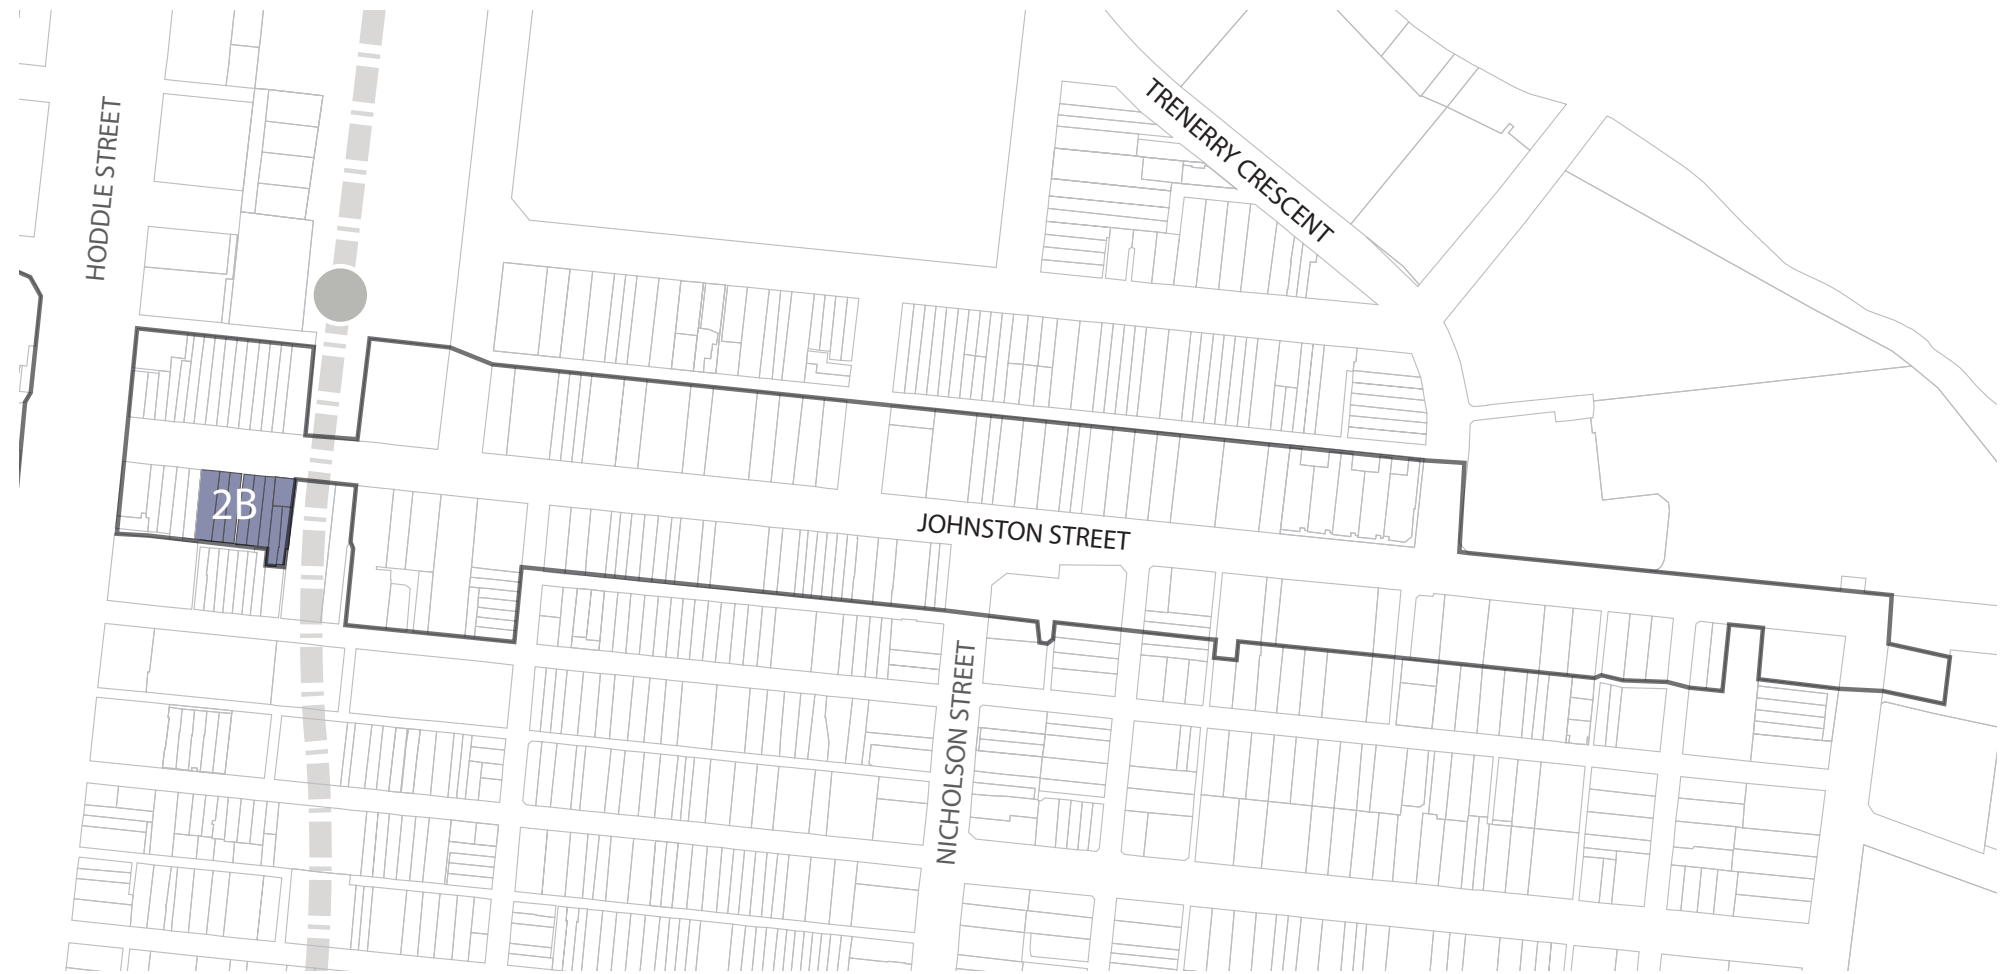 HODDLE STREET
TRENERRY CRESCENT
2B
JOHNSTON STREET
NICHOLSON STREET